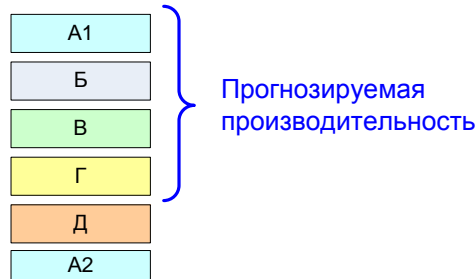 А1
Б
В
Г
Д
А2
Прогнозируемая
производительность